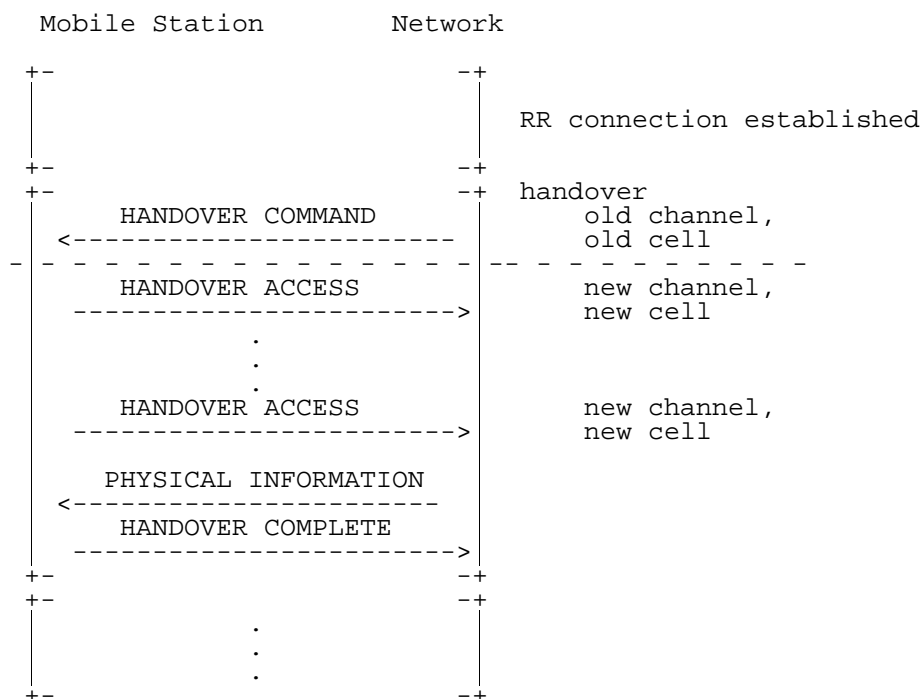 Mobile Station Network
RR connection established
handover
HANDOVER COMMAND old channel,
old cell
HANDOVER ACCESS new channel,
new cell
HANDOVER ACCESS new channel,
new cell
PHYSICAL INFORMATION
HANDOVER COMPLETE